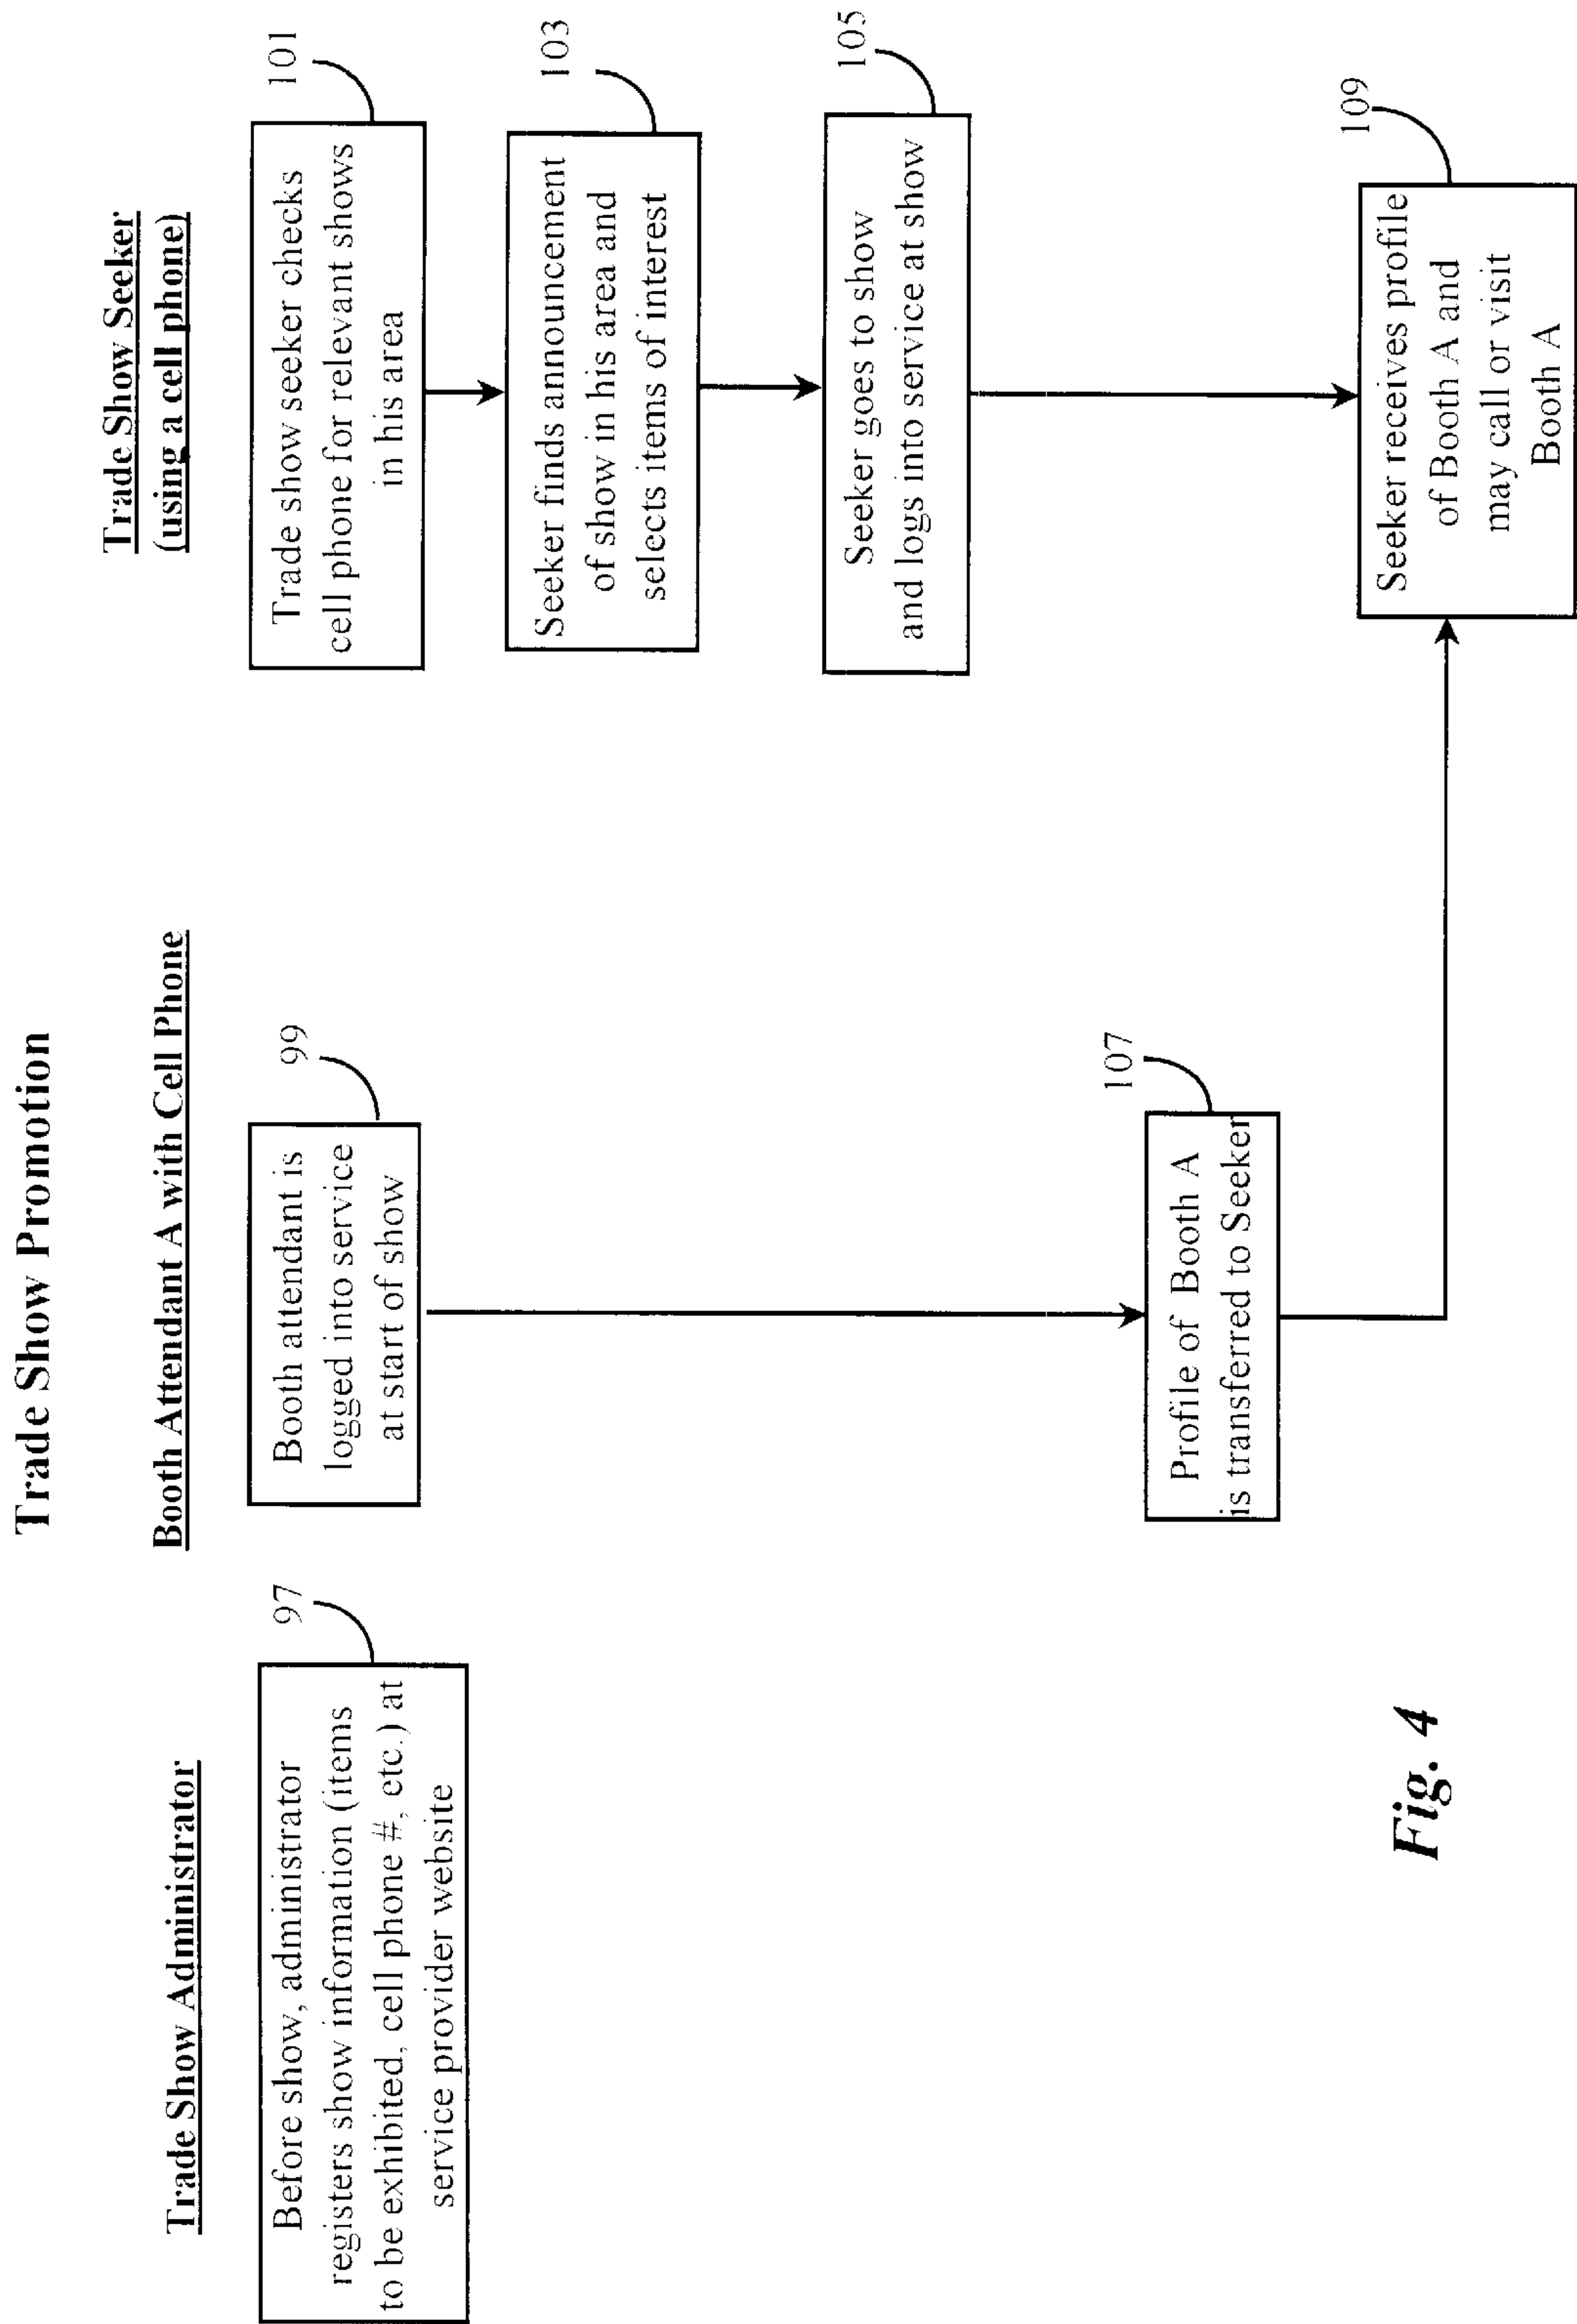 Trade Show Promotion
Trade Show Administrator
97
Before show, administrator
registers show information (items
to be exhibited, cell phone #, etc.) at
service provider website
Booth Attendant A with Cell Phone
99
Booth attendant is
logged into service
at start of show
107
Profile of Booth A
is transferred to Seeker
Trade Show Seeker
(using a cell phone)
101
Trade show seeker checks
cell phone for relevant shows
in his area
103
Seeker finds announcement
of show in his area and
selects items of interest
105
Seeker goes to show
and logs into service at show
109
Seeker receives profile
of Booth A and
may call or visit
Booth A
Fig. 4